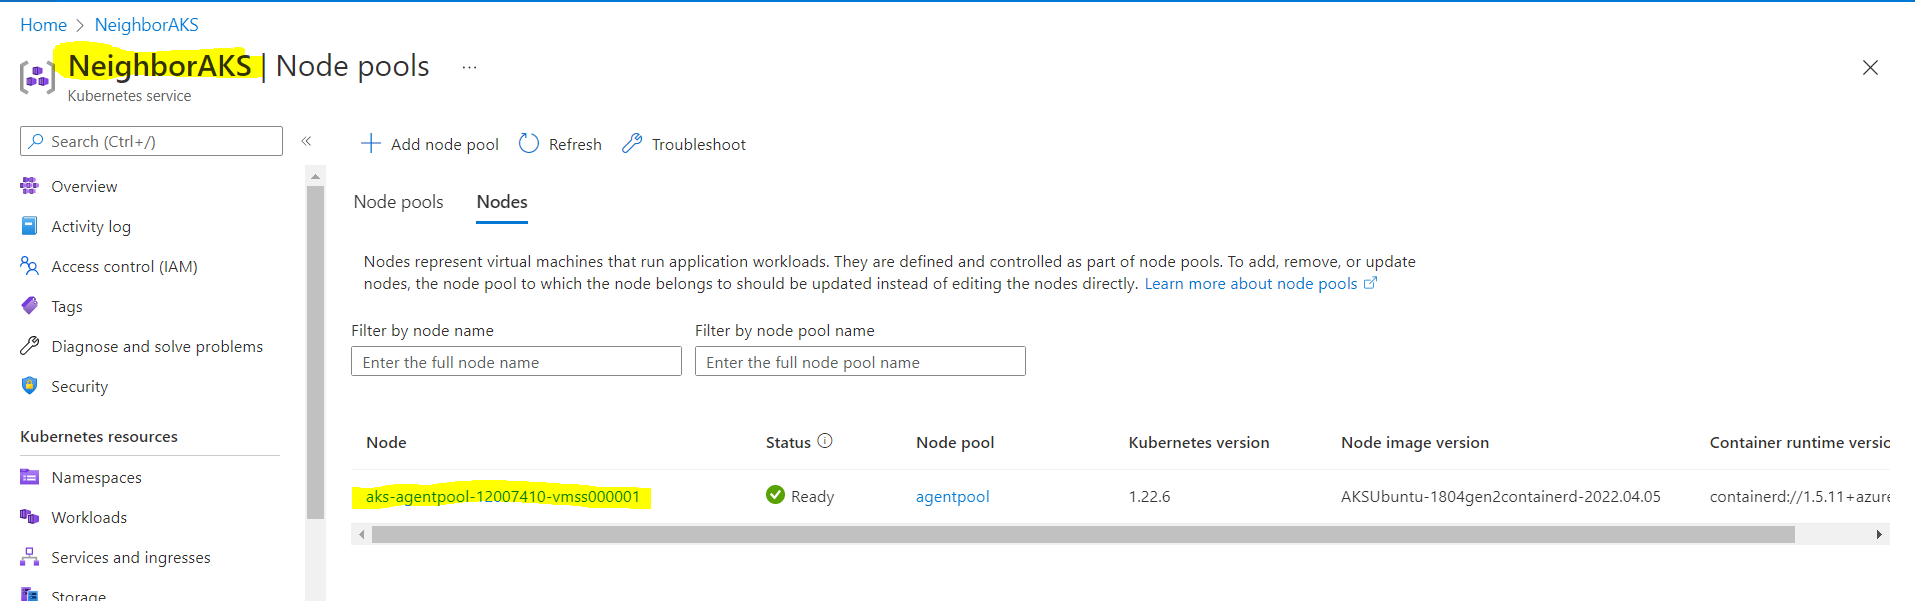 Home > NeighborAKS
NeighborAKS | Node pools ...
Kubernetes service
Search (Ctrl+/)
«
Overview
Activity log
Access control (IAM)
Tags
Diagnose and solve problems
Security
Kubernetes resources
Namespaces
Workloads
Services and ingresses
Storage
Add node pool Refresh Troubleshoot
Node pools Nodes
Nodes represent virtual machines that run application workloads. They are defined and controlled as part of node pools. To add, remove, or update
nodes, the node pool to which the node belongs to should be updated instead of editing the nodes directly. Learn more about node pools
Filter by node name Filter by node pool name
Enter the full node name Enter the full node pool name
Node Status Node pool Kubernetes version Node image version Container runtime versio
aks-agentpool-12007410-vmss000001 Ready agentpool 1.22.6 AKSUbuntu-1804gen2containerd-2022.04.05 containerd://1.5.11+azure